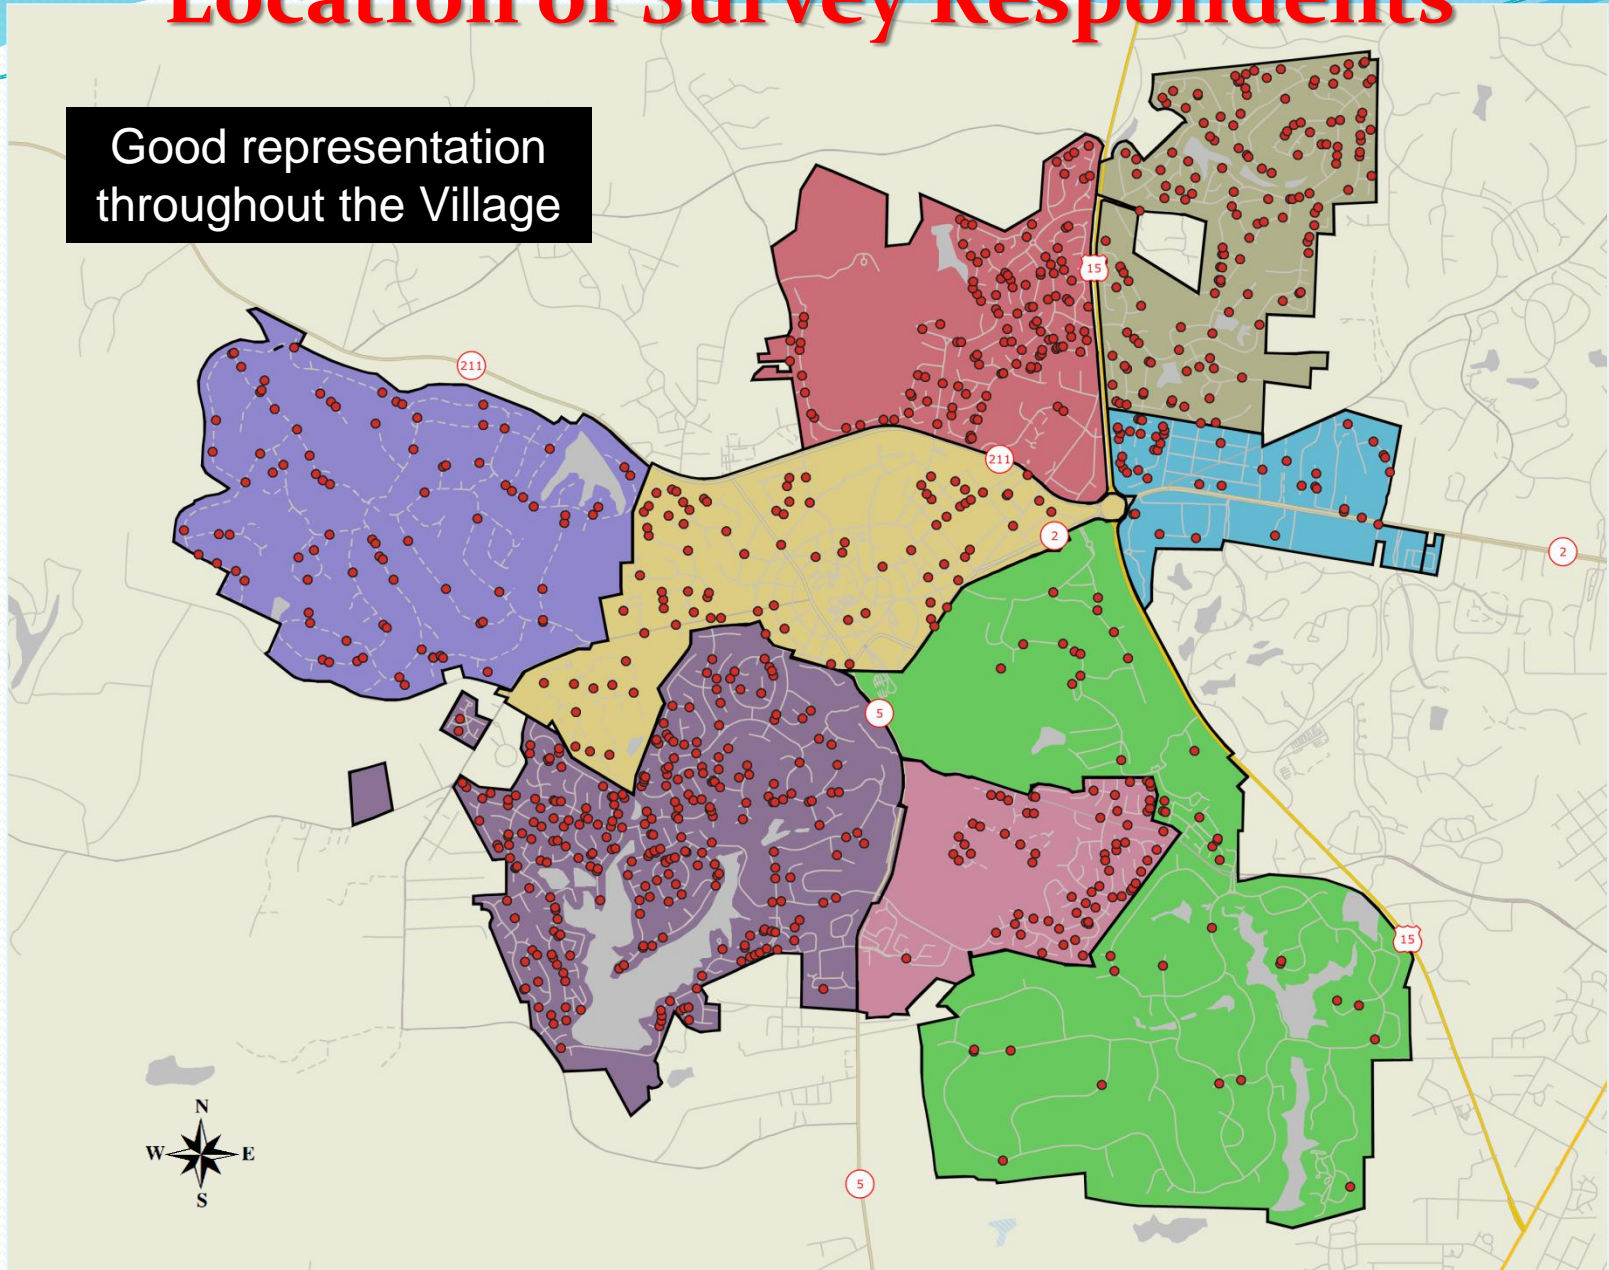 Location of Survey Respondents
Good representation
throughout the Village
15
211
211
2
2
5
15
5
N
W
E
S